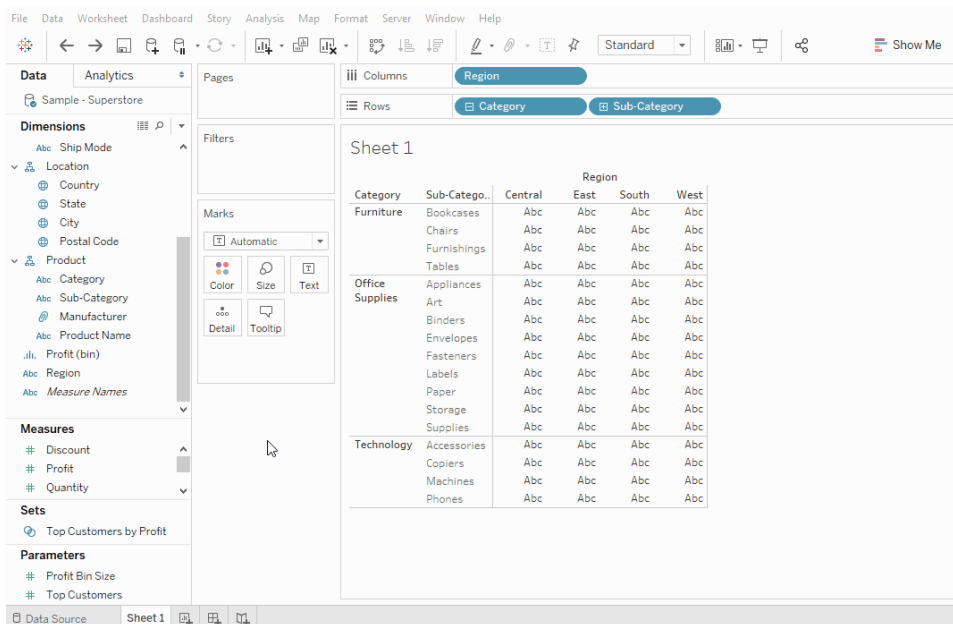 File Data Worksheet Dashboard Story Analysis Map Format Server Window Help
Standard
Show Me
Data Analytics
Sample - Superstore
Dimensions
Abc Ship Mode
Location
Country
State
City
Postal Code
Product
Abc Category
Abc Sub-Category
Manufacturer
Abc Product Name
Profit (bin)
Abc Region
Abc Measure Names
Measures
# Discount
# Profit
# Quantity
Sets
Top Customers by Profit
Parameters
# Profit Bin Size
# Top Customers
Pages
Filters
Marks
T Automatic
Color Size T Text
Detail Tooltip
Columns Region
Rows Category Sub-Category
Sheet 1
Region
Category Sub-Catego.. Central East South West
Furniture Bookcases Abc Abc Abc Abc
Chairs Abc Abc Abc Abc
Furnishings Abc Abc Abc Abc
Tables Abc Abc Abc Abc
Office Supplies Appliances Abc Abc Abc Abc
Art Abc Abc Abc Abc
Binders Abc Abc Abc Abc
Envelopes Abc Abc Abc Abc
Fasteners Abc Abc Abc Abc
Labels Abc Abc Abc Abc
Paper Abc Abc Abc Abc
Storage Abc Abc Abc Abc
Supplies Abc Abc Abc Abc
Technology Accessories Abc Abc Abc Abc
Copiers Abc Abc Abc Abc
Machines Abc Abc Abc Abc
Phones Abc Abc Abc Abc
Data Source Sheet 1